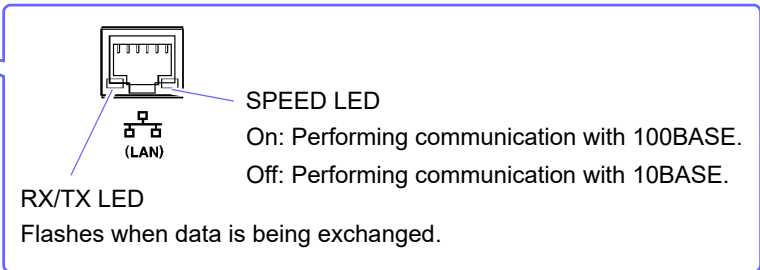 SPEED LED
On: Performing communication with 100BASE.
(LAN)
Off: Performing communication with 10BASE.
RX/TX LED
Flashes when data is being exchanged.